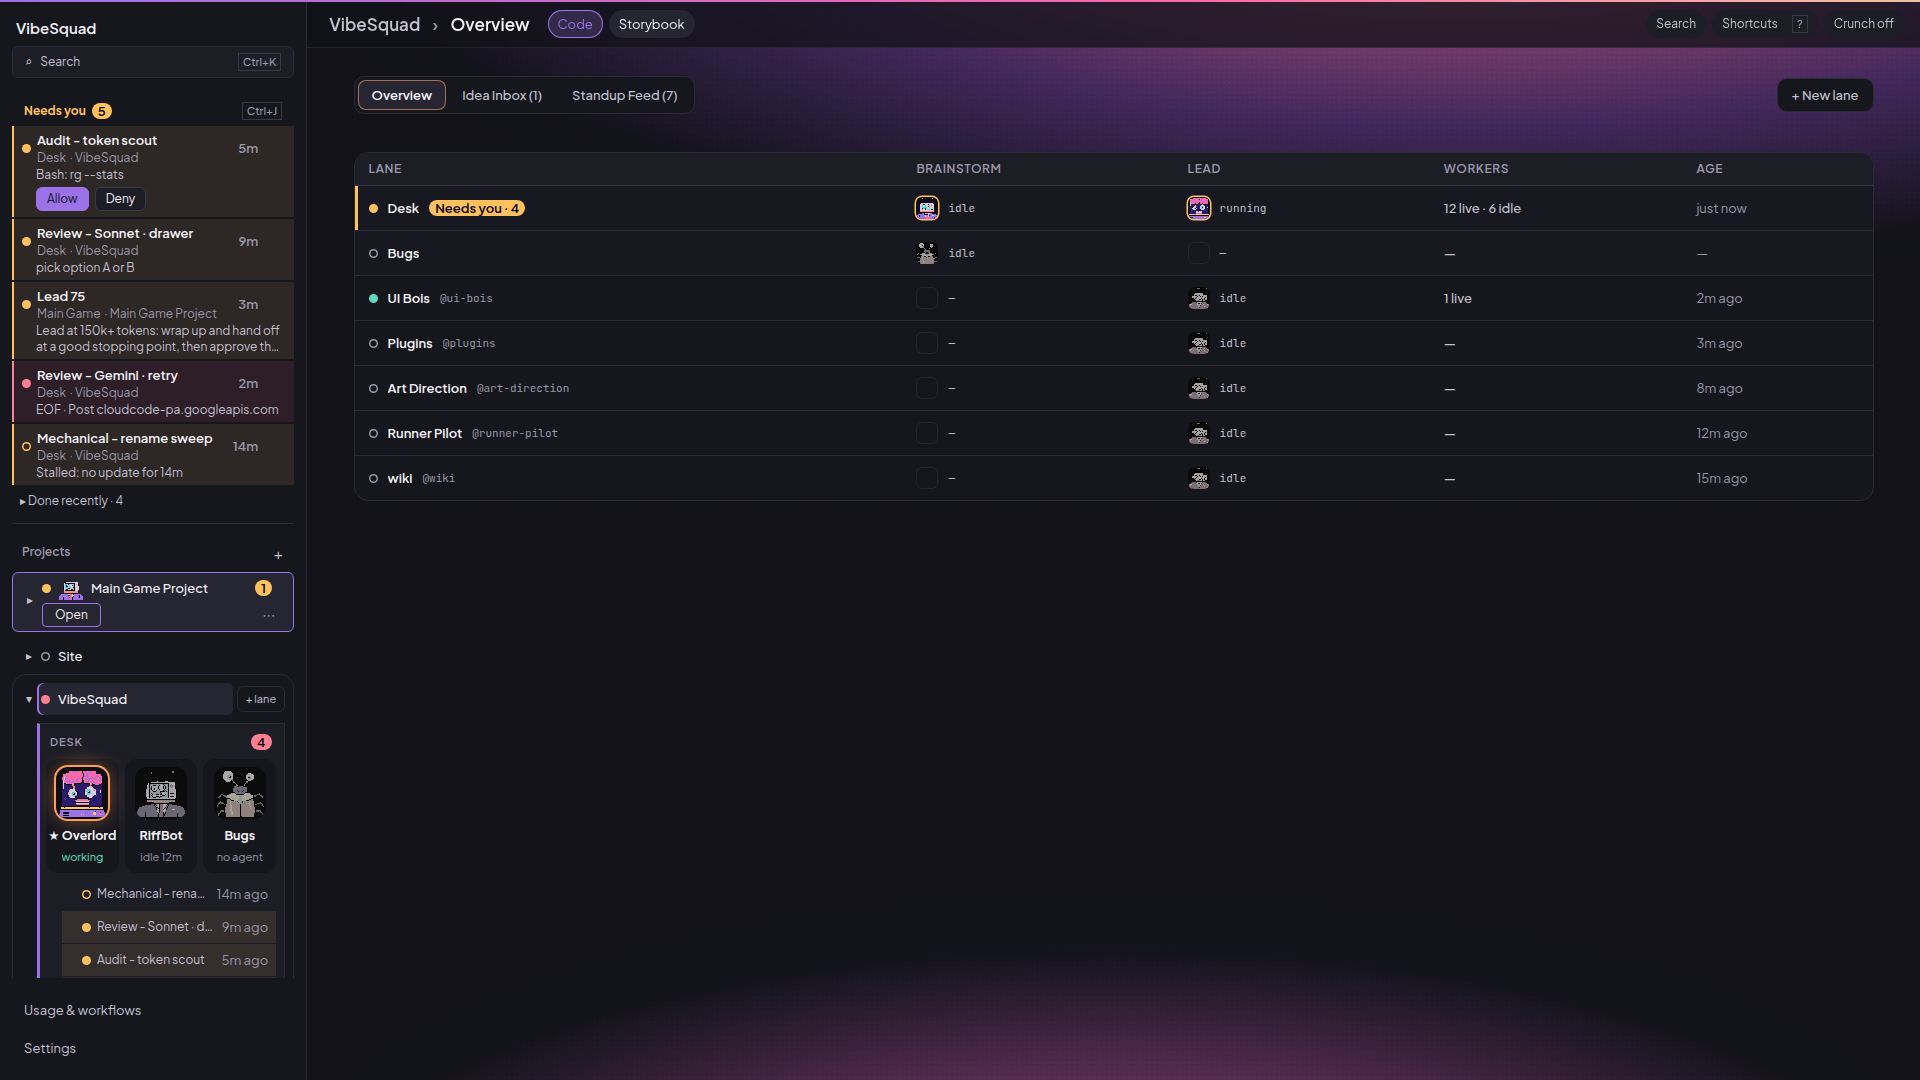 VibeSquad
Search Ctrl+K
Needs you 5 Ctrl+J
Audit – token scout 5m
Desk · VibeSquad
Bash: rg --stats
Allow Deny
Review – Sonnet · drawer 9m
Desk · VibeSquad
pick option A or B
Lead 75 3m
Main Game · Main Game Project
Lead at 150k+ tokens: wrap up and hand off
at a good stopping point, then approve th…
Review – Gemini · retry 2m
Desk · VibeSquad
EOF · Post cloudcode-pa.googleapis.com
Mechanical – rename sweep 14m
Desk · VibeSquad
Stalled: no update for 14m
▸ Done recently · 4
Projects +
Main Game Project 1
Open …
Site
VibeSquad + lane
DESK 4
★ Overlord RiffBot Bugs
working idle 12m no agent
Mechanical – rena… 14m ago
Review – Sonnet · d… 9m ago
Audit – token scout 5m ago
Usage & workflows
Settings
VibeSquad › Overview Code Storybook Search Shortcuts ? Crunch off
Overview Idea Inbox (1) Standup Feed (7) + New lane
LANE BRAINSTORM LEAD WORKERS AGE
Desk Needs you · 4 idle running 12 live · 6 idle just now
Bugs idle – — —
UI Bois @ui-bois – idle 1 live 2m ago
Plugins @plugins – idle — 3m ago
Art Direction @art-direction – idle — 8m ago
Runner Pilot @runner-pilot – idle — 12m ago
wiki @wiki – idle — 15m ago